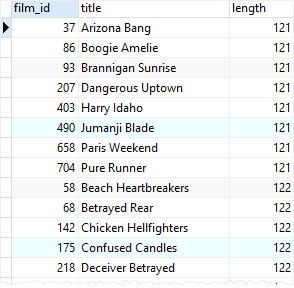 film_id title length
37 Arizona Bang 121
86 Boogie Amelie 121
93 Brannigan Sunrise 121
207 Dangerous Uptown 121
403 Harry Idaho 121
490 Jumanji Blade 121
658 Paris Weekend 121
704 Pure Runner 121
58 Beach Heartbreakers 122
68 Betrayed Rear 122
142 Chicken Hellfighters 122
175 Confused Candles 122
218 Deceiver Betrayed 122